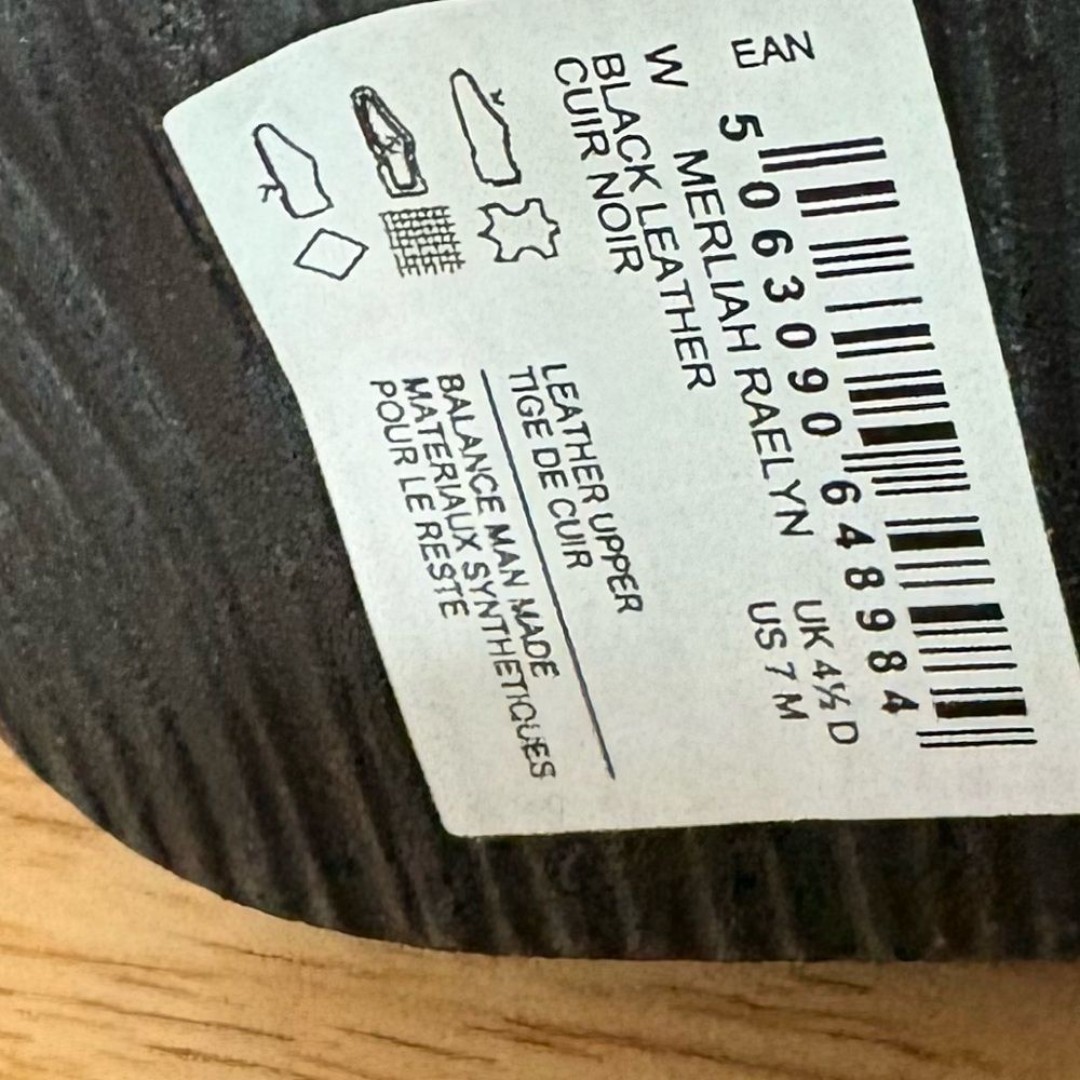 EAN
5 063090 648984
W MERLIAH RAELYN
UK 4½ D
US 7 M
BLACK LEATHER
CUIR NOIR
LEATHER UPPER
TIGE DE CUIR
BALANCE MAN MADE
MATERIAUX SYNTHETIQUES
POUR LE RESTE